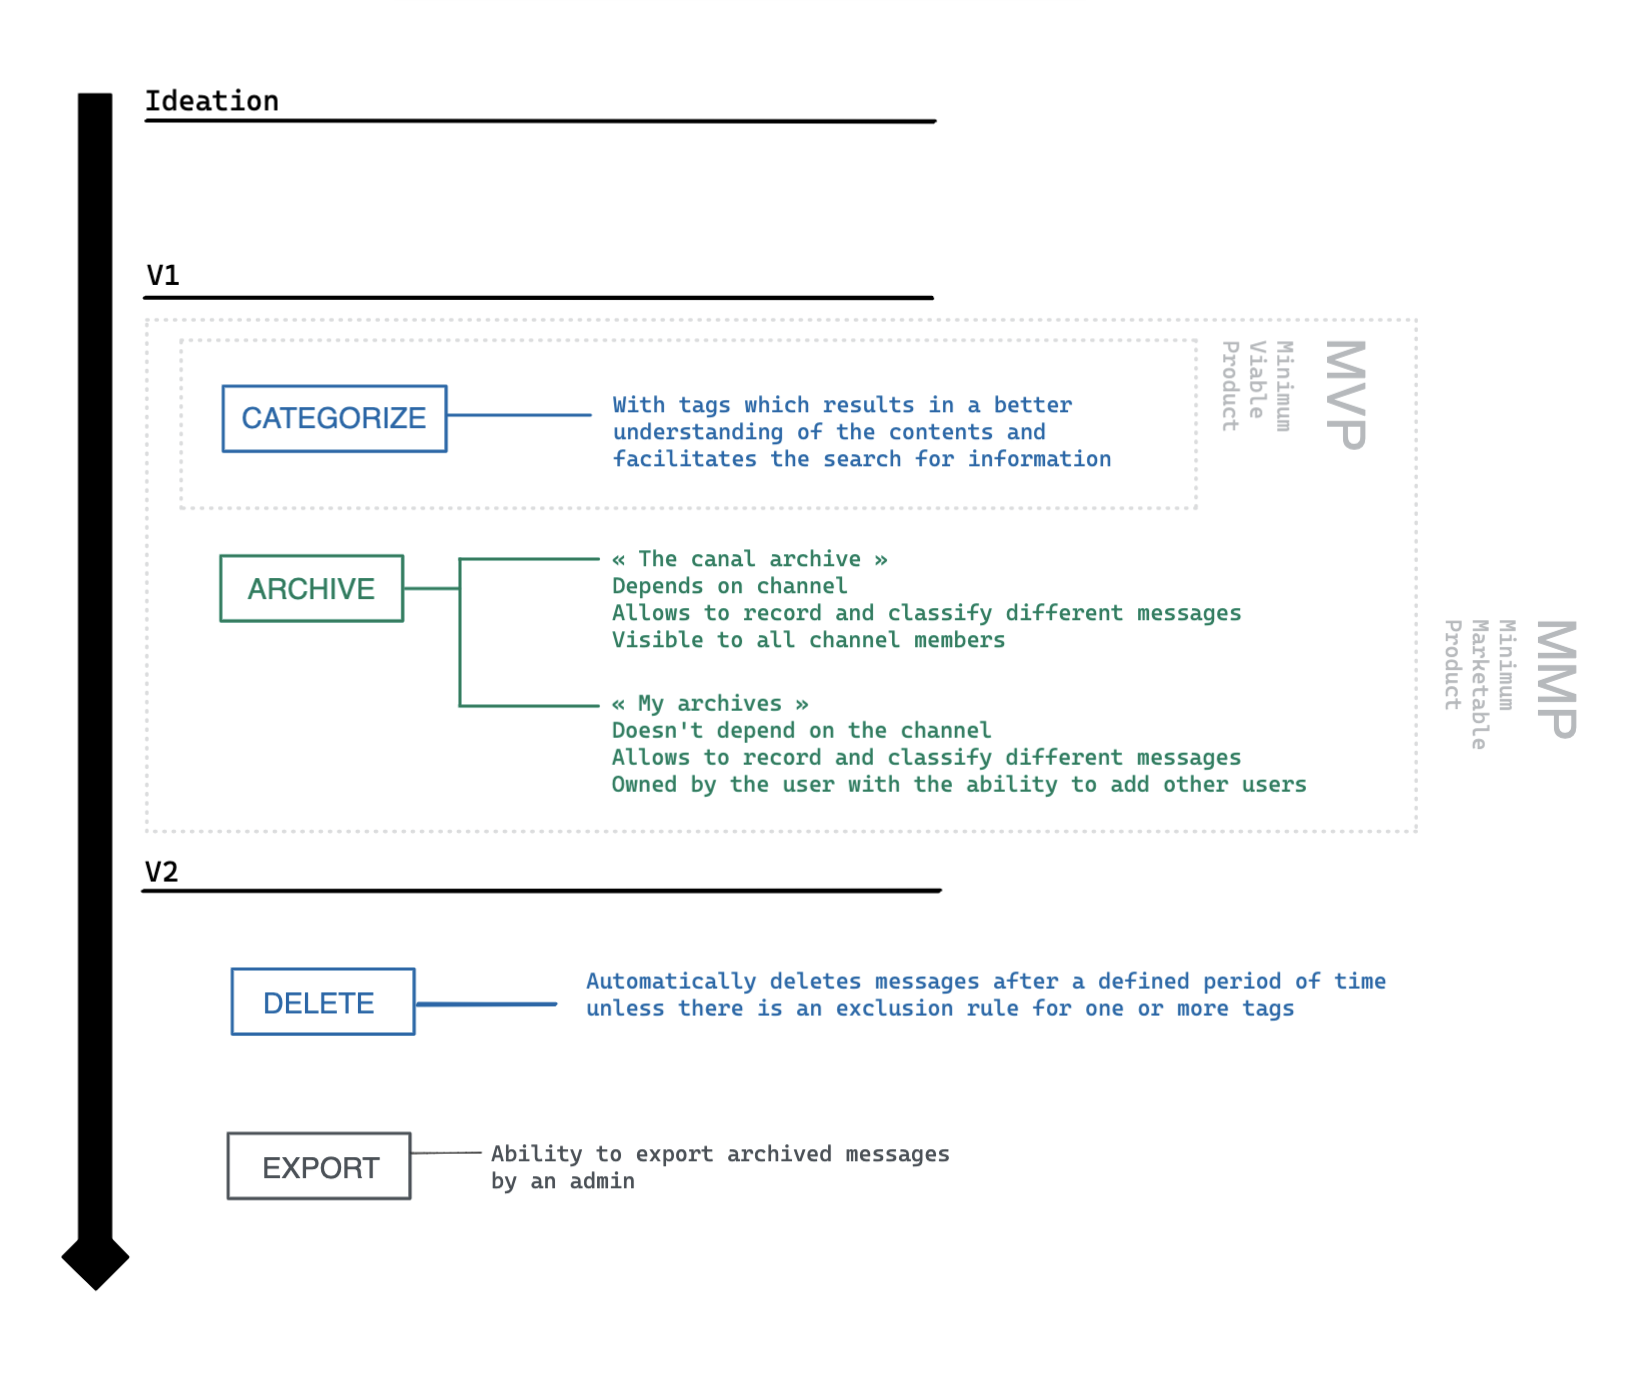 Ideation
V1
CATEGORIZE
With tags which results in a better
understanding of the contents and
facilitates the search for information
MVP
Minimum
Viable
Product
ARCHIVE
« The canal archive »
Depends on channel
Allows to record and classify different messages
Visible to all channel members
« My archives »
Doesn't depend on the channel
Allows to record and classify different messages
Owned by the user with the ability to add other users
MMP
Minimum
Marketable
Product
V2
DELETE
Automatically deletes messages after a defined period of time
unless there is an exclusion rule for one or more tags
EXPORT
Ability to export archived messages
by an admin